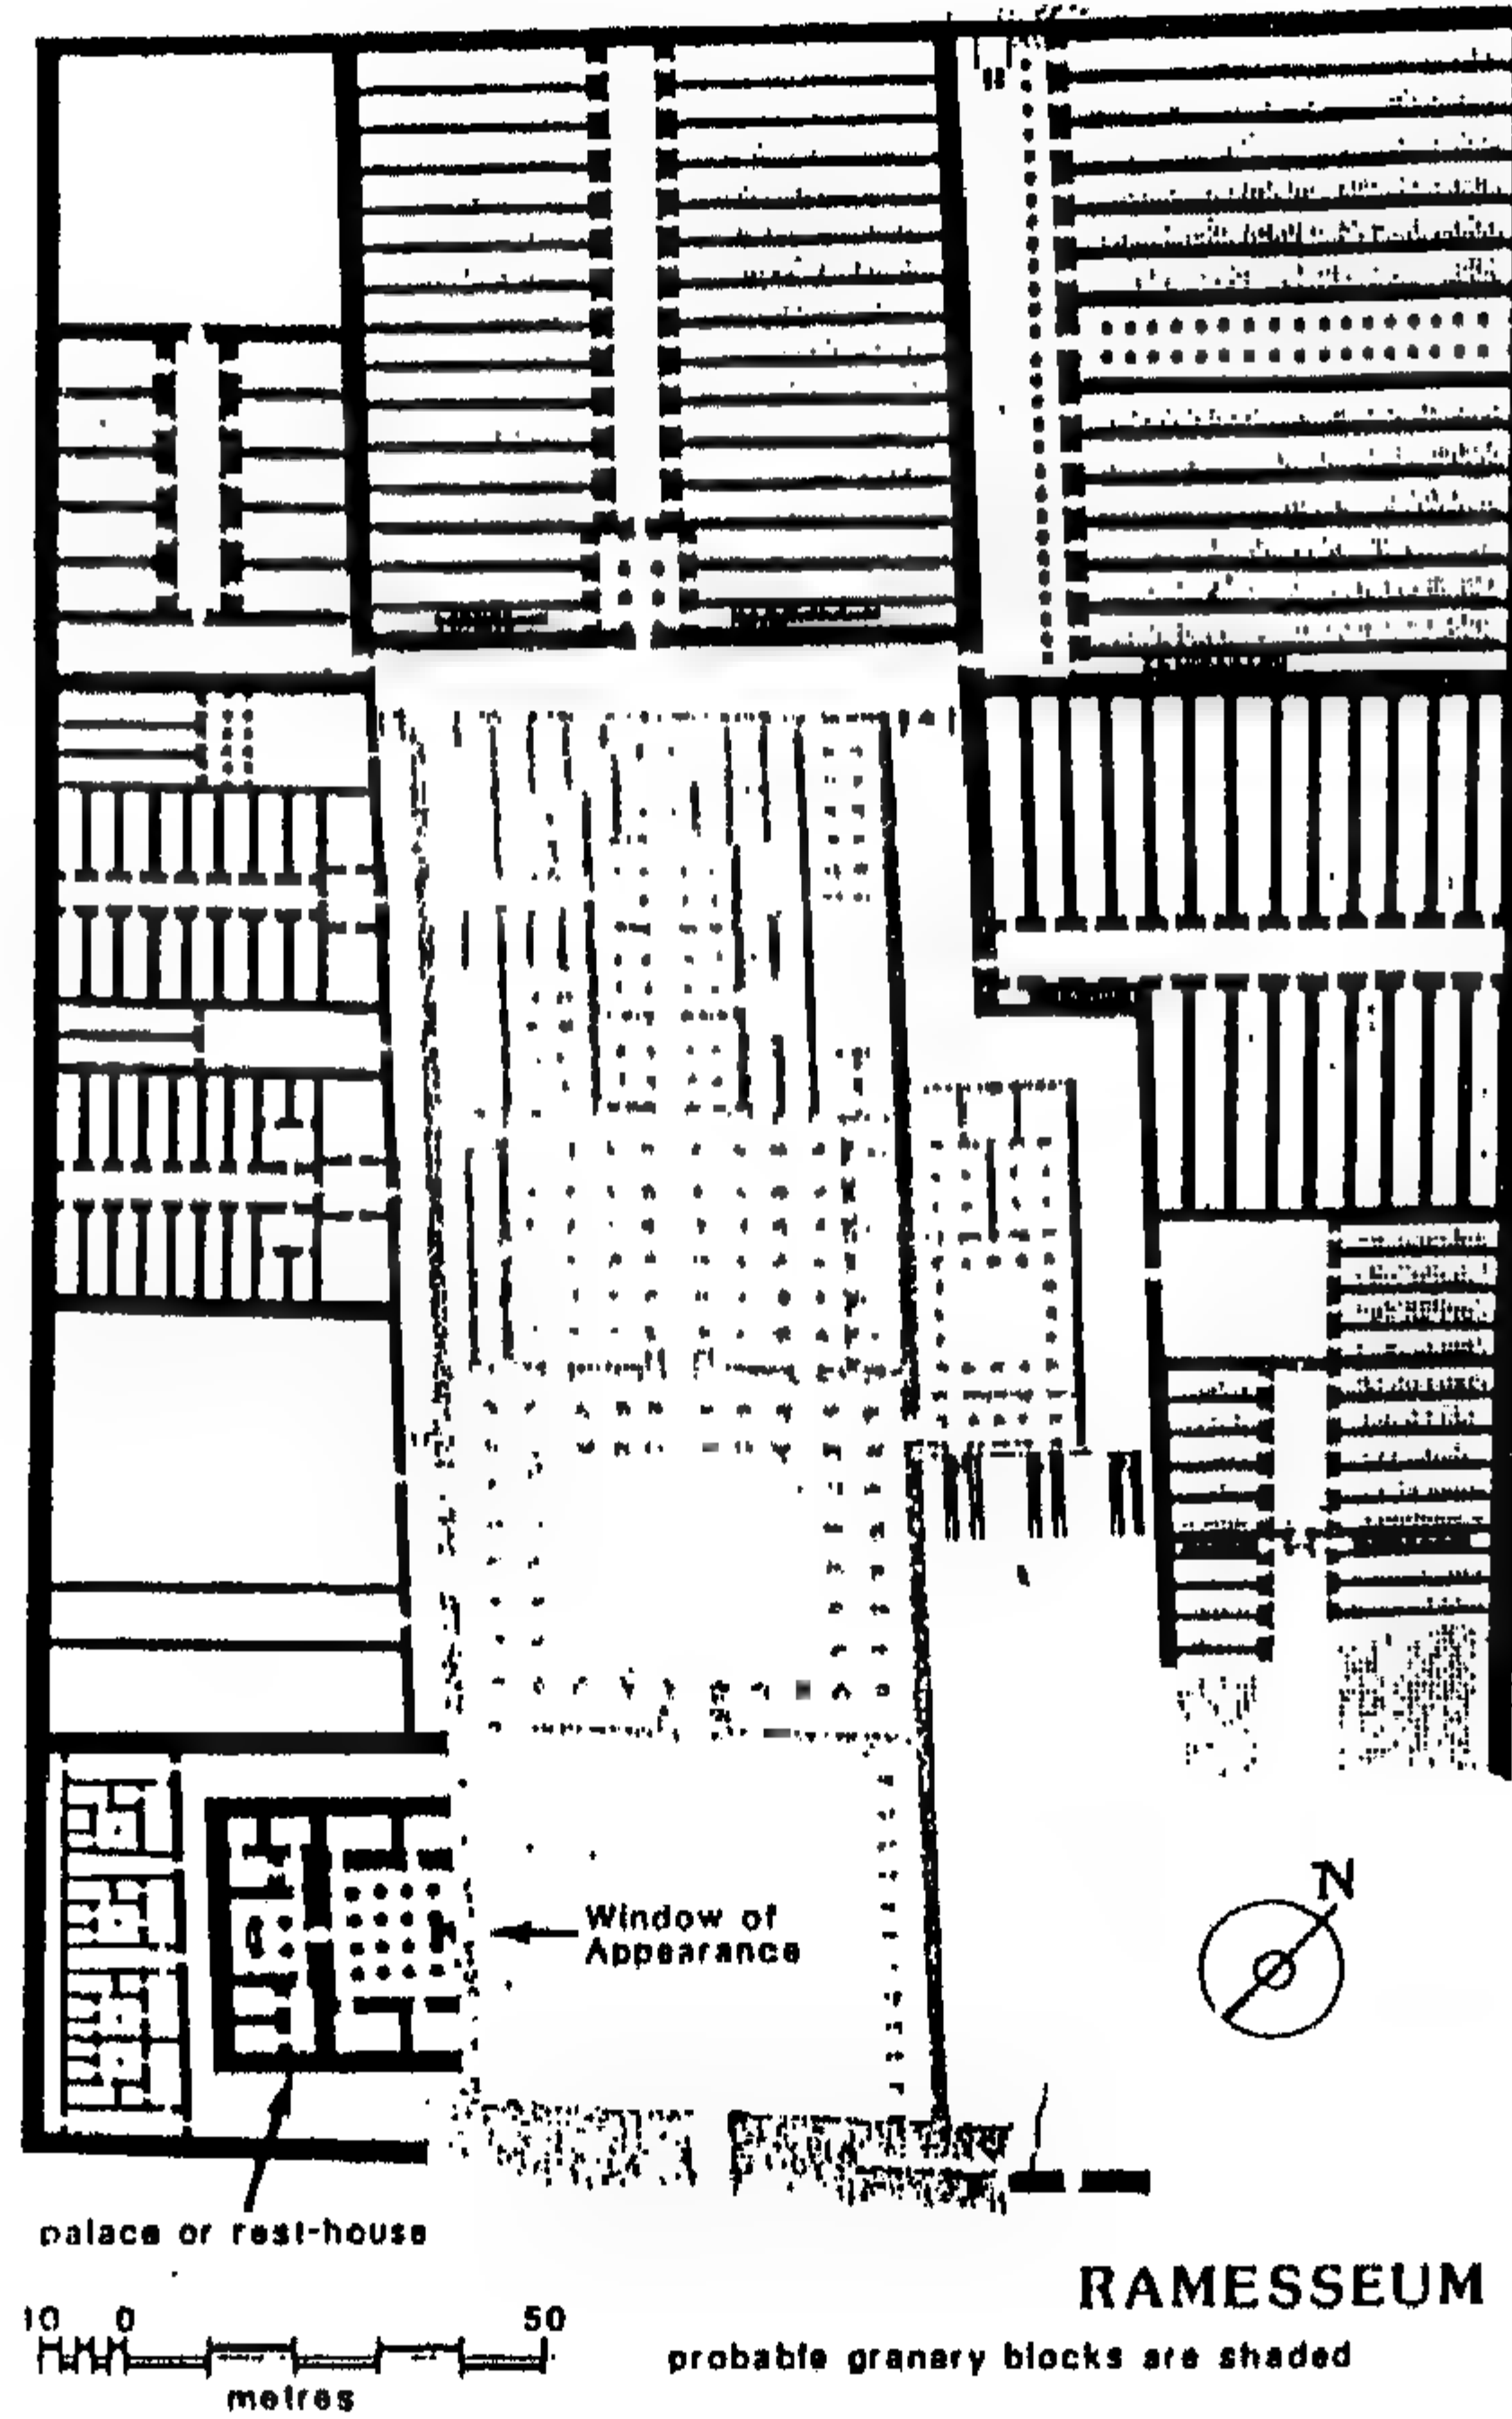 Window of
Appearance
N
palace or rest-house
RAMESSEUM
10 0 50
probable granary blocks are shaded
metres